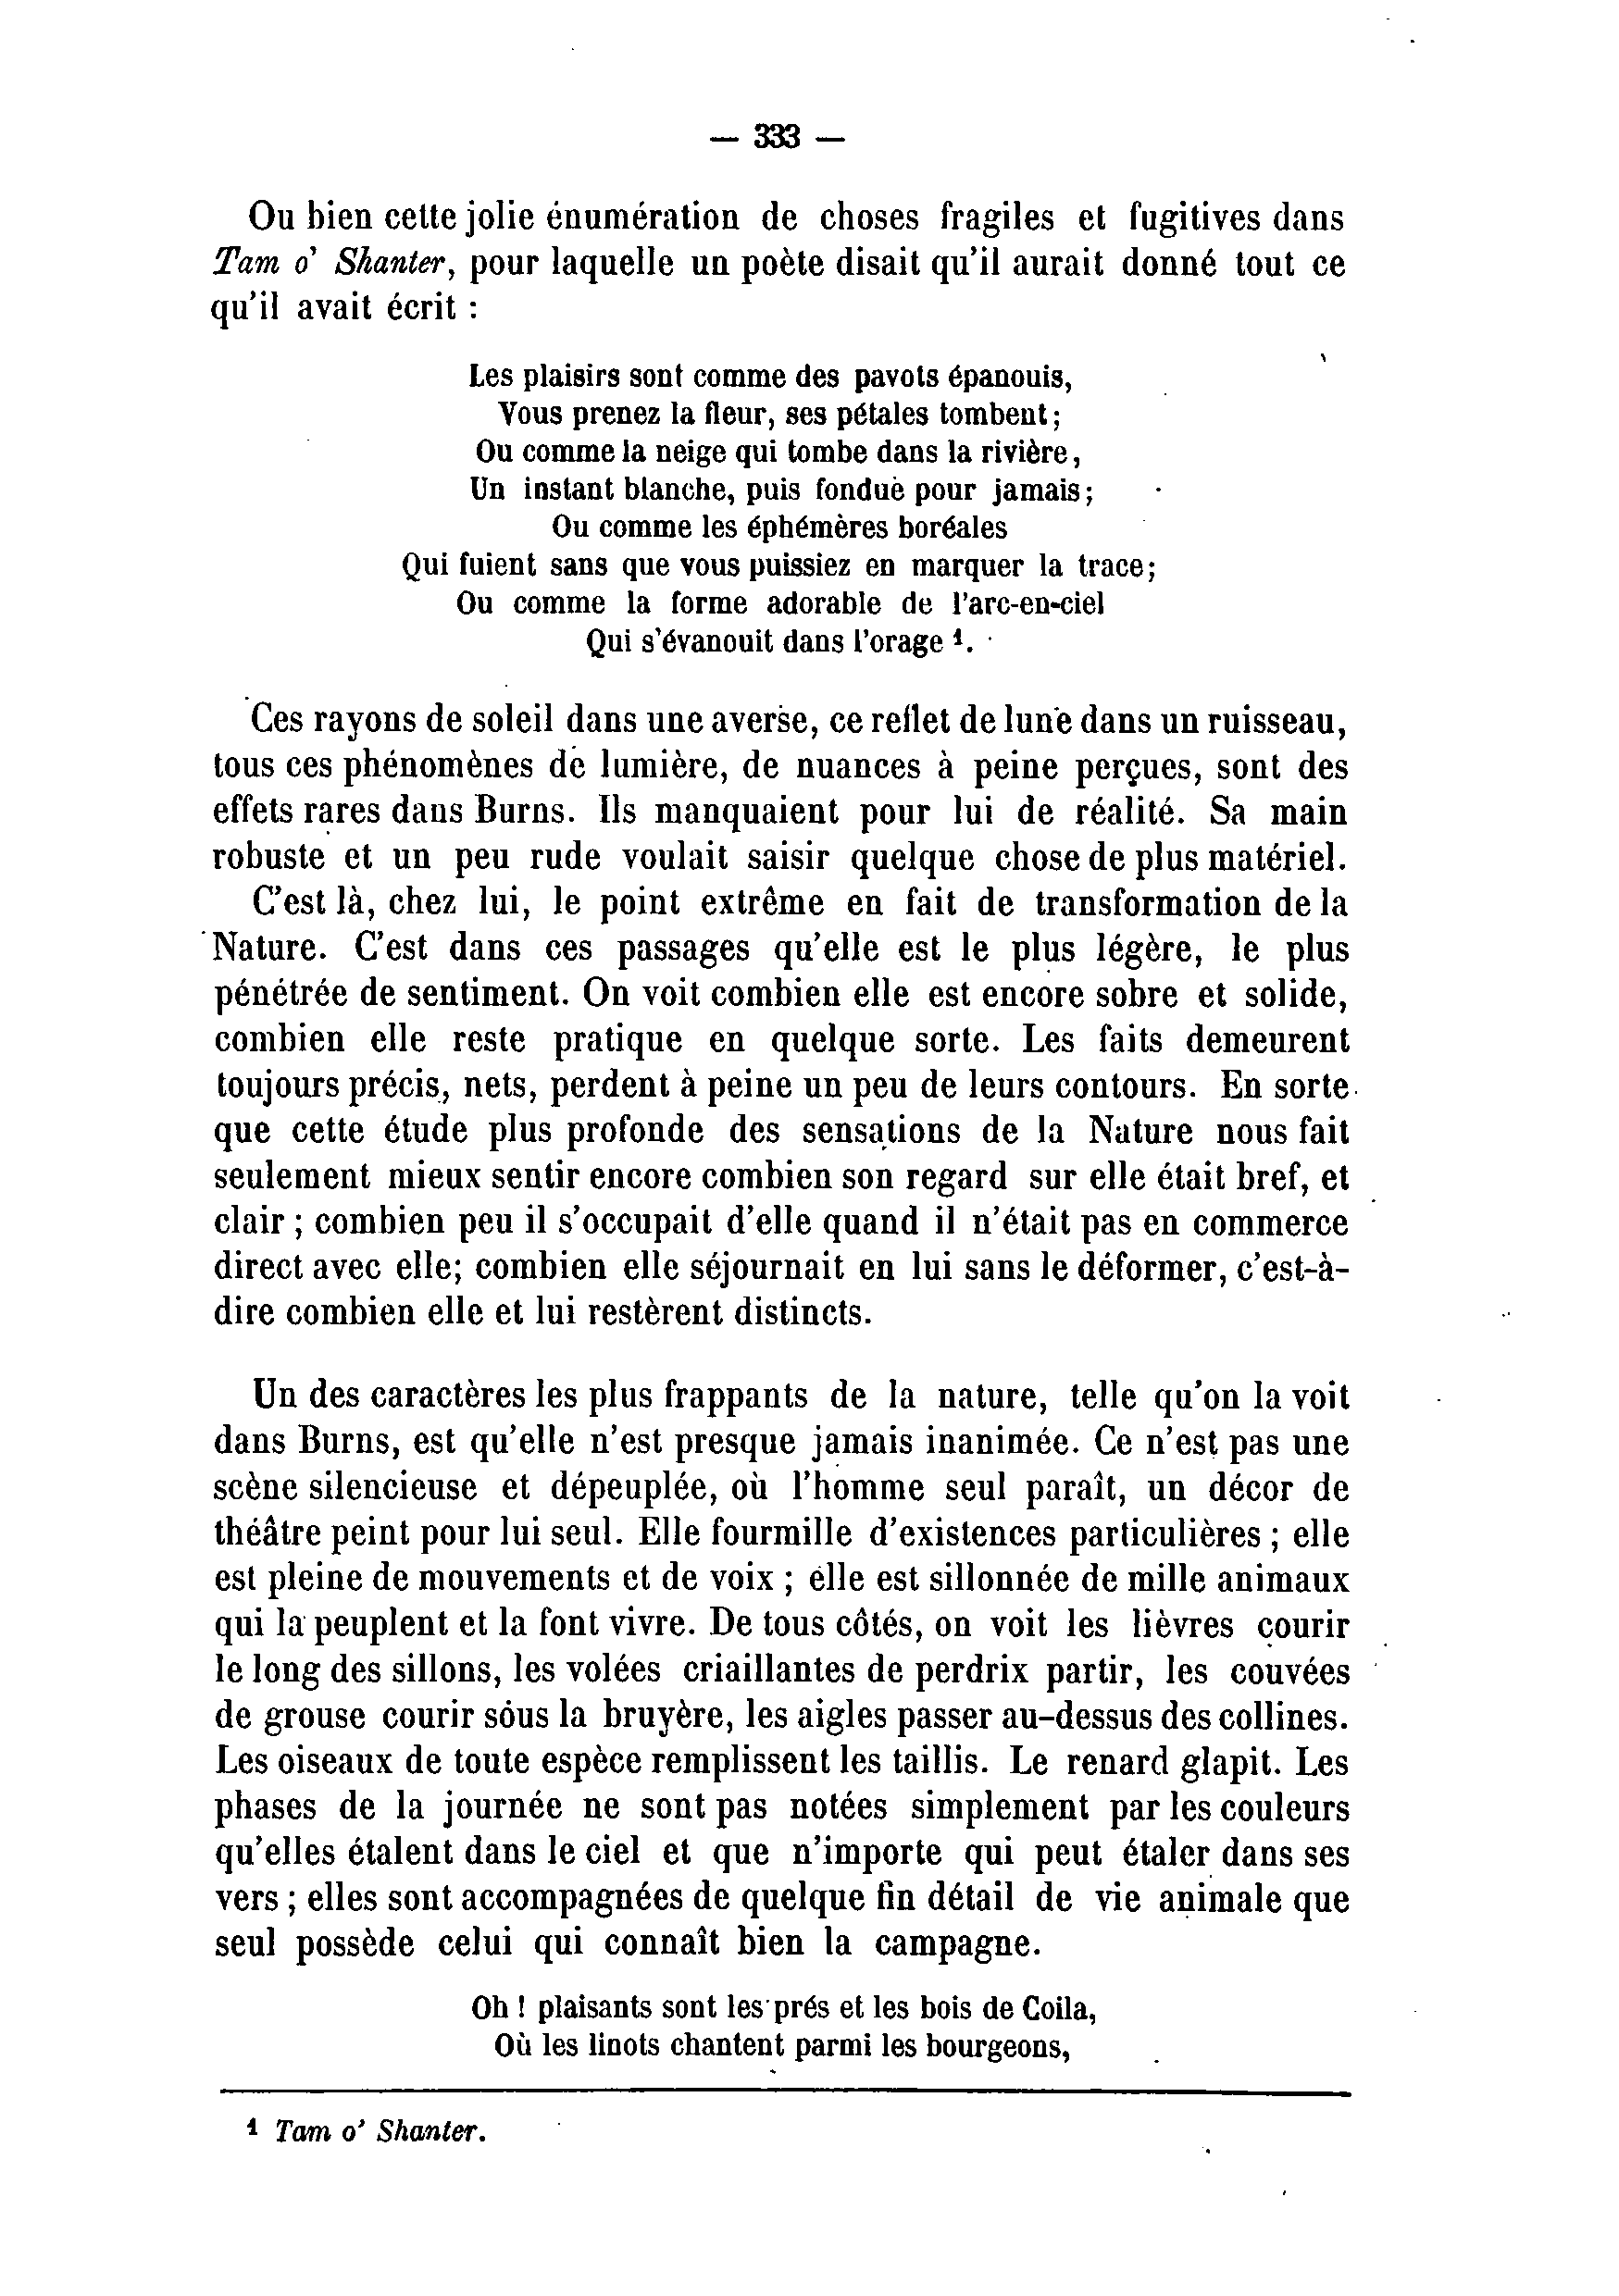 — 333 —
Ou bien cette jolie énumération de choses fragiles et fugitives dans
Tam o' Shanter, pour laquelle un poète disait qu'il aurait donné tout ce
qu'il avait écrit :
Les plaisirs sont comme des pavots épanouis,
Vous prenez la fleur, ses pétales tombent ;
Ou comme la neige qui tombe dans la rivière,
Un instant blanche, puis fondue pour jamais ;
Ou comme les éphémères boréales
Qui fuient sans que vous puissiez en marquer la trace ;
Ou comme la forme adorable de l'arc-en-ciel
Qui s'évanouit dans l'orage ¹.
Ces rayons de soleil dans une averse, ce reflet de lune dans un ruisseau,
tous ces phénomènes de lumière, de nuances à peine perçues, sont des
effets rares dans Burns. Ils manquaient pour lui de réalité. Sa main
robuste et un peu rude voulait saisir quelque chose de plus matériel.
C'est là, chez lui, le point extrême en fait de transformation de la
Nature. C'est dans ces passages qu'elle est le plus légère, le plus
pénétrée de sentiment. On voit combien elle est encore sobre et solide,
combien elle reste pratique en quelque sorte. Les faits demeurent
toujours précis, nets, perdent à peine un peu de leurs contours. En sorte
que cette étude plus profonde des sensations de la Nature nous fait
seulement mieux sentir encore combien son regard sur elle était bref, et
clair ; combien peu il s'occupait d'elle quand il n'était pas en commerce
direct avec elle; combien elle séjournait en lui sans le déformer, c'est-à-
dire combien elle et lui restèrent distincts.
Un des caractères les plus frappants de la nature, telle qu'on la voit
dans Burns, est qu'elle n'est presque jamais inanimée. Ce n'est pas une
scène silencieuse et dépeuplée, où l'homme seul paraît, un décor de
théâtre peint pour lui seul. Elle fourmille d'existences particulières ; elle
est pleine de mouvements et de voix ; elle est sillonnée de mille animaux
qui la peuplent et la font vivre. De tous côtés, on voit les lièvres courir
le long des sillons, les volées criaillantes de perdrix partir, les couvées
de grouse courir sous la bruyère, les aigles passer au-dessus des collines.
Les oiseaux de toute espèce remplissent les taillis. Le renard glapit. Les
phases de la journée ne sont pas notées simplement par les couleurs
qu'elles étalent dans le ciel et que n'importe qui peut étaler dans ses
vers ; elles sont accompagnées de quelque fin détail de vie animale que
seul possède celui qui connaît bien la campagne.
Oh ! plaisants sont les prés et les bois de Coila,
Où les linots chantent parmi les bourgeons,
¹ Tam o' Shanter.